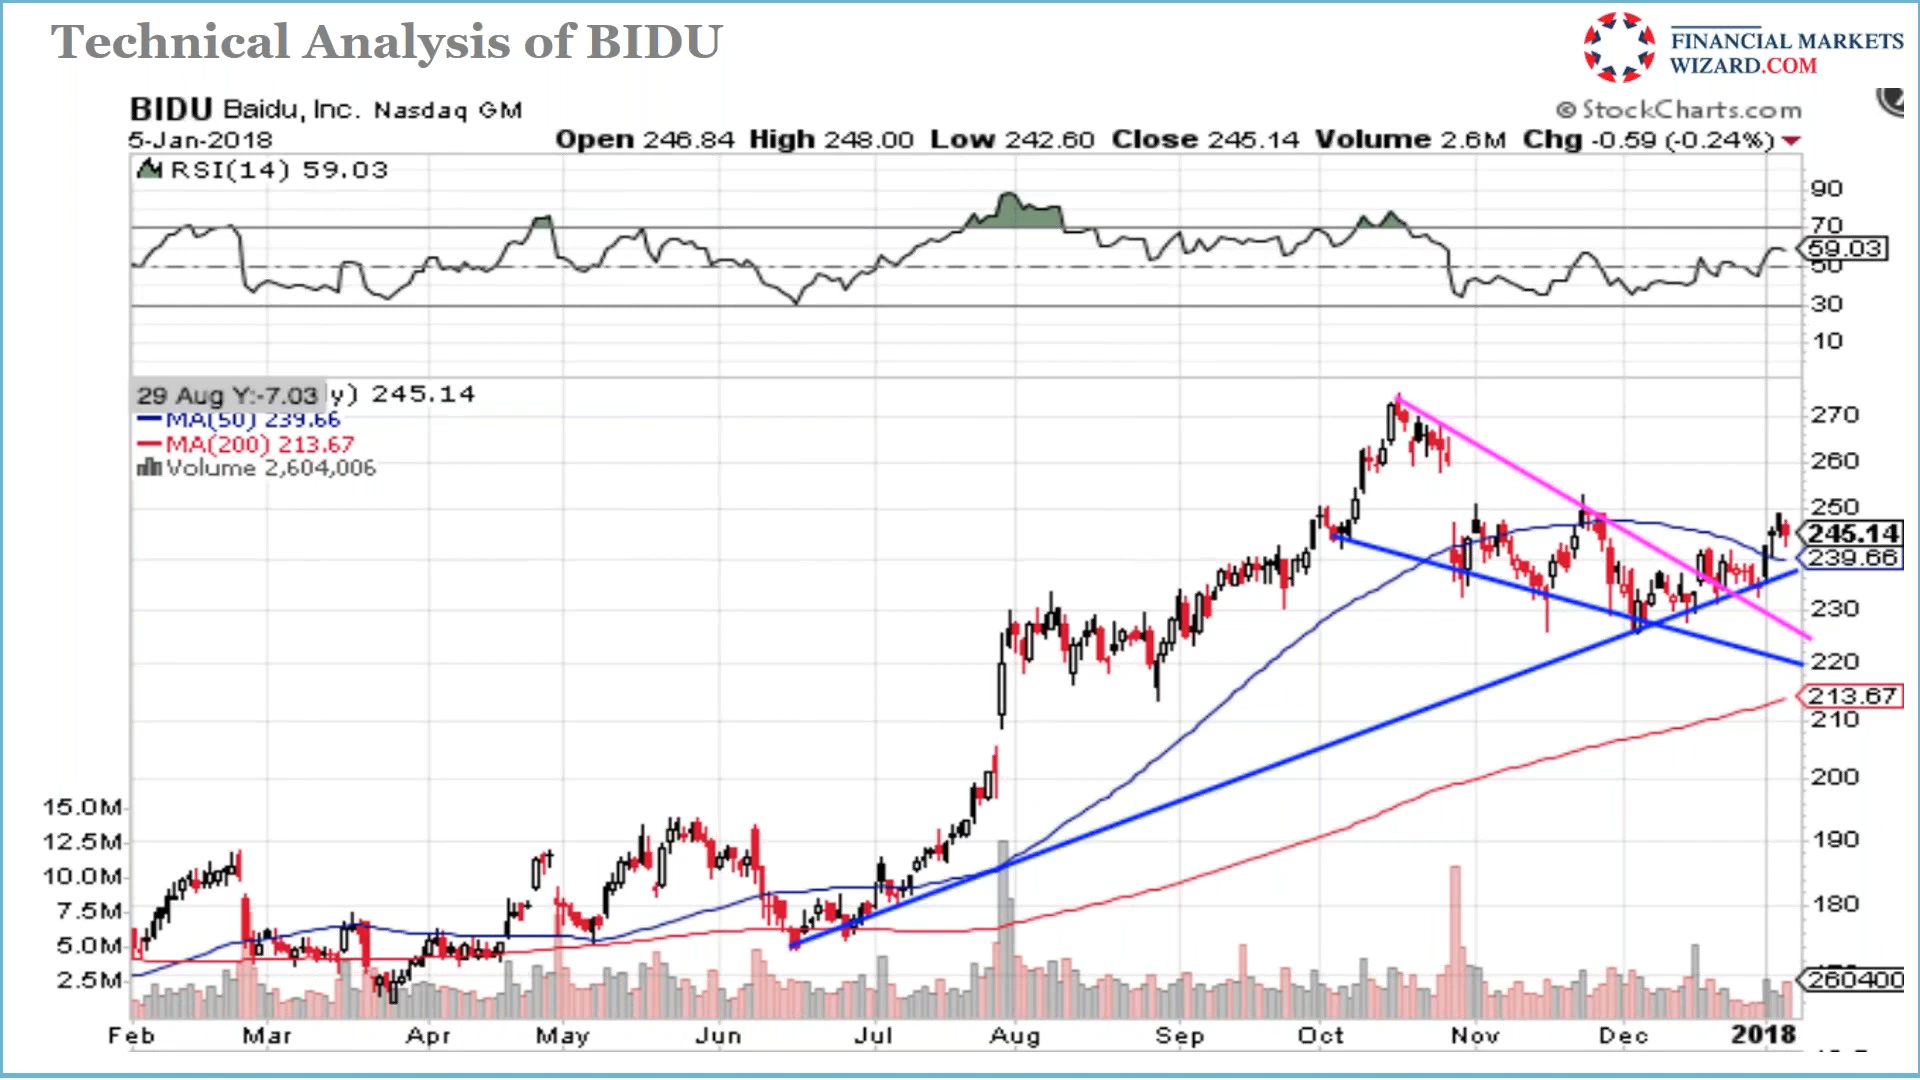 Technical Analysis of BIDU
FINANCIAL MARKETS
WIZARD.COM
BIDU Baidu, Inc. Nasdaq GM
© StockCharts.com
5-Jan-2018
Open 246.84 High 248.00 Low 242.60 Close 245.14 Volume 2.6M Chg -0.59 (-0.24%)
RSI(14) 59.03
90
70
59.03
50
30
10
29 Aug Y:-7.03 y) 245.14
MA(50) 239.66
MA(200) 213.67
Volume 2,604,006
270
260
250
245.14
239.66
230
220
213.67
210
200
190
180
260400
15.0M
12.5M
10.0M
7.5M
5.0M
2.5M
Feb Mar Apr May Jun Jul Aug Sep Oct Nov Dec 2018